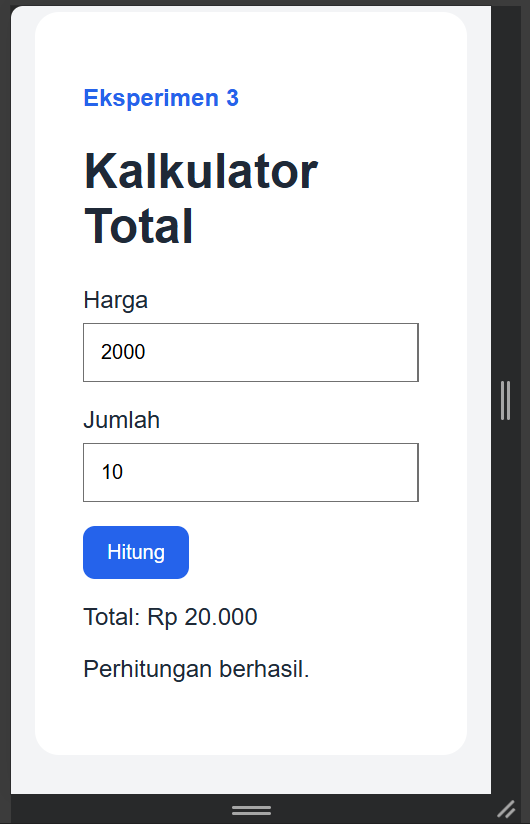 Eksperimen 3
Kalkulator
Total
Harga
2000
Jumlah
10
Hitung
Total: Rp 20.000
Perhitungan berhasil.